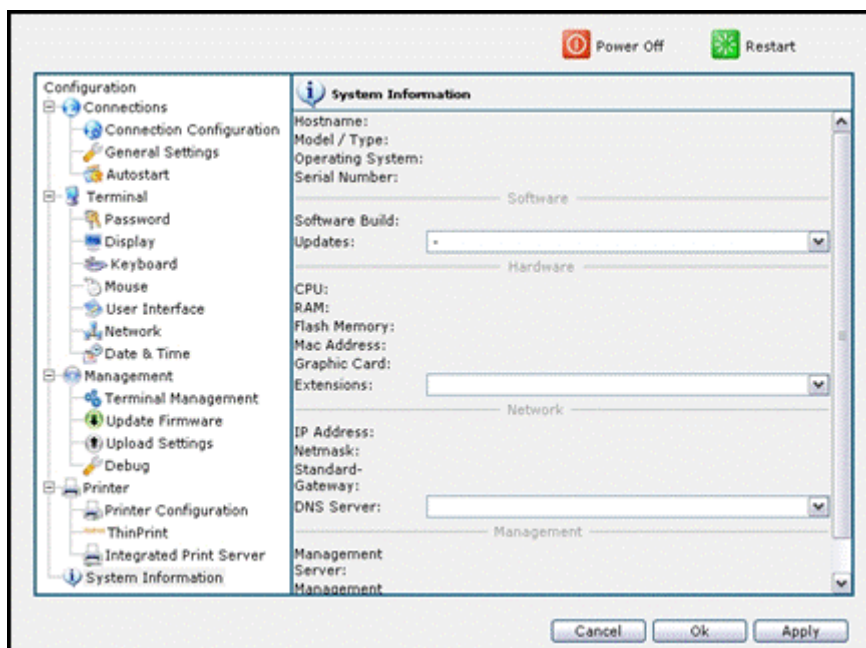 Power Off
Restart
Configuration
Connections
Connection Configuration
General Settings
Autostart
Terminal
Password
Display
Keyboard
Mouse
User Interface
Network
Date & Time
Management
Terminal Management
Update Firmware
Upload Settings
Debug
Printer
Printer Configuration
ThinPrint
Integrated Print Server
System Information
System Information
Hostname:
Model / Type:
Operating System:
Serial Number:
Software
Software Build:
Updates: -
Hardware
CPU:
RAM:
Flash Memory:
Mac Address:
Graphic Card:
Extensions:
Network
IP Address:
Netmask:
Standard-
Gateway:
DNS Server:
Management
Management
Server:
Management
Cancel
Ok
Apply